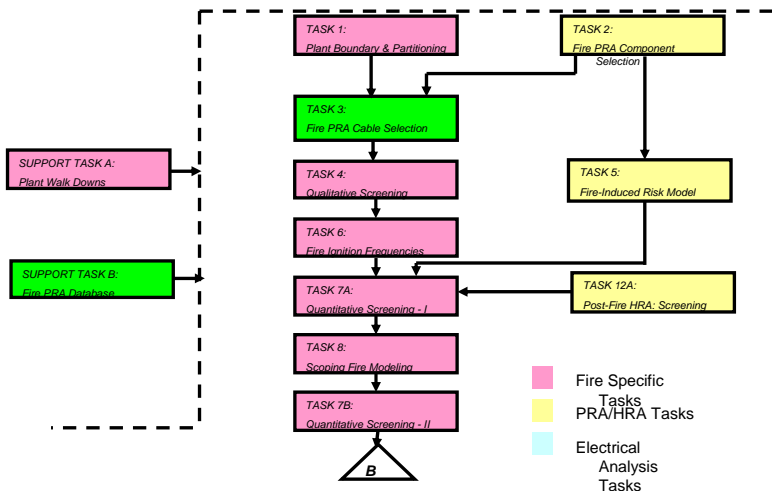 TASK 1:
Plant Boundary & Partitioning
TASK 2:
Fire PRA Component
Selection
TASK 3:
Fire PRA Cable Selection
SUPPORT TASK A:
Plant Walk Downs
TASK 4:
Qualitative Screening
TASK 5:
Fire-Induced Risk Model
TASK 6:
Fire Ignition Frequencies
SUPPORT TASK B:
Fire PRA Database
TASK 7A:
Quantitative Screening - I
TASK 12A:
Post-Fire HRA: Screening
TASK 8:
Scoping Fire Modeling
TASK 7B:
Quantitative Screening - II
B
Fire Specific
Tasks
PRA/HRA Tasks
Electrical
Analysis
Tasks